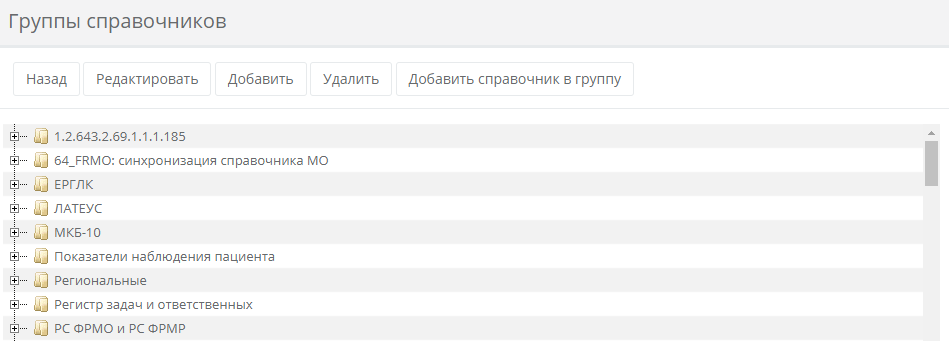 Группы справочников
Назад Редактировать Добавить Удалить Добавить справочник в группу
1.2.643.2.69.1.1.1.185
64_FRMO: синхронизация справочника МО
ЕРГЛК
ЛАТЕУС
МКБ-10
Показатели наблюдения пациента
Региональные
Регистр задач и ответственных
РС ФРМО и РС ФРМР